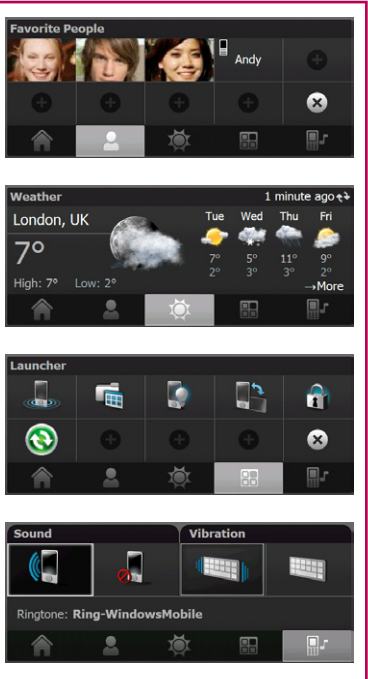 Favorite People
Andy
Weather 1 minute ago
London, UK Tue Wed Thu Fri
7°
7° 5° 11° 9°
2° 3° 3° 2°
High: 7° Low: 2° →More
Launcher
Sound Vibration
Ringtone: Ring-WindowsMobile